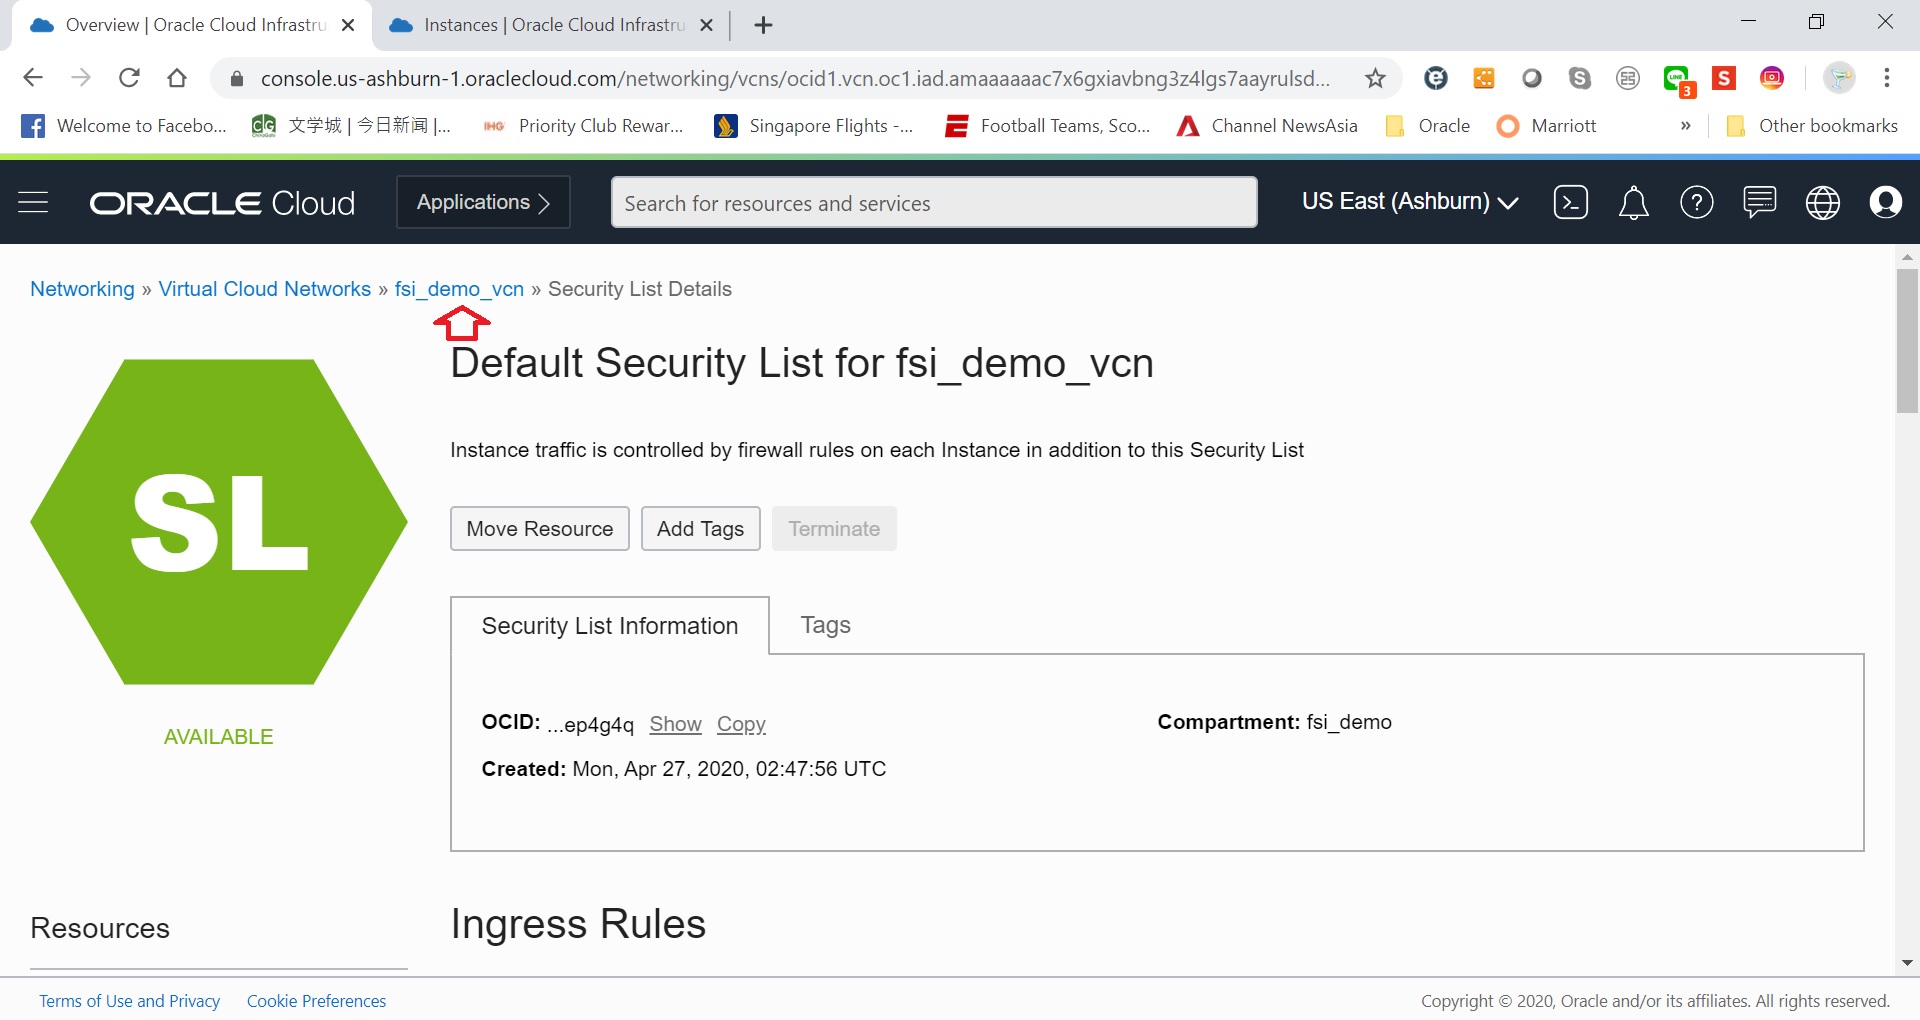 Overview | Oracle Cloud Infrastru
Instances | Oracle Cloud Infrastru
console.us-ashburn-1.oraclecloud.com/networking/vcns/ocid1.vcn.oc1.iad.amaaaaaac7x6gxiavbng3z4lgs7aayrulsd...
LINE
3
S
S
Welcome to Facebo...
CG
文学城 | 今日新闻 |...
IHG
Priority Club Rewar...
Singapore Flights -...
Football Teams, Sco...
Channel NewsAsia
Oracle
Marriott
»
Other bookmarks
ORACLE Cloud
Applications
Search for resources and services
US East (Ashburn)
Networking » Virtual Cloud Networks » fsi_demo_vcn » Security List Details
Default Security List for fsi_demo_vcn
SL
AVAILABLE
Instance traffic is controlled by firewall rules on each Instance in addition to this Security List
Move Resource
Add Tags
Terminate
Security List Information
Tags
OCID: ...ep4g4q Show Copy
Compartment: fsi_demo
Created: Mon, Apr 27, 2020, 02:47:56 UTC
Resources
Ingress Rules
Terms of Use and Privacy
Cookie Preferences
Copyright © 2020, Oracle and/or its affiliates. All rights reserved.